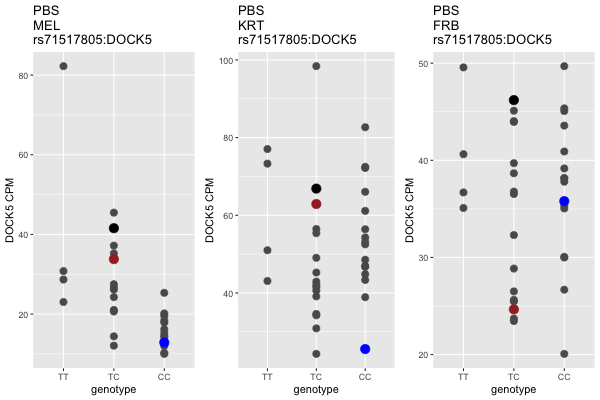 PBS
MEL
rs71517805:DOCK5
80
60
40
20
DOCK5 CPM
TT TC CC
genotype
PBS
KRT
rs71517805:DOCK5
100
80
60
40
DOCK5 CPM
TT TC CC
genotype
PBS
FRB
rs71517805:DOCK5
50
40
30
20
DOCK5 CPM
TT TC CC
genotype